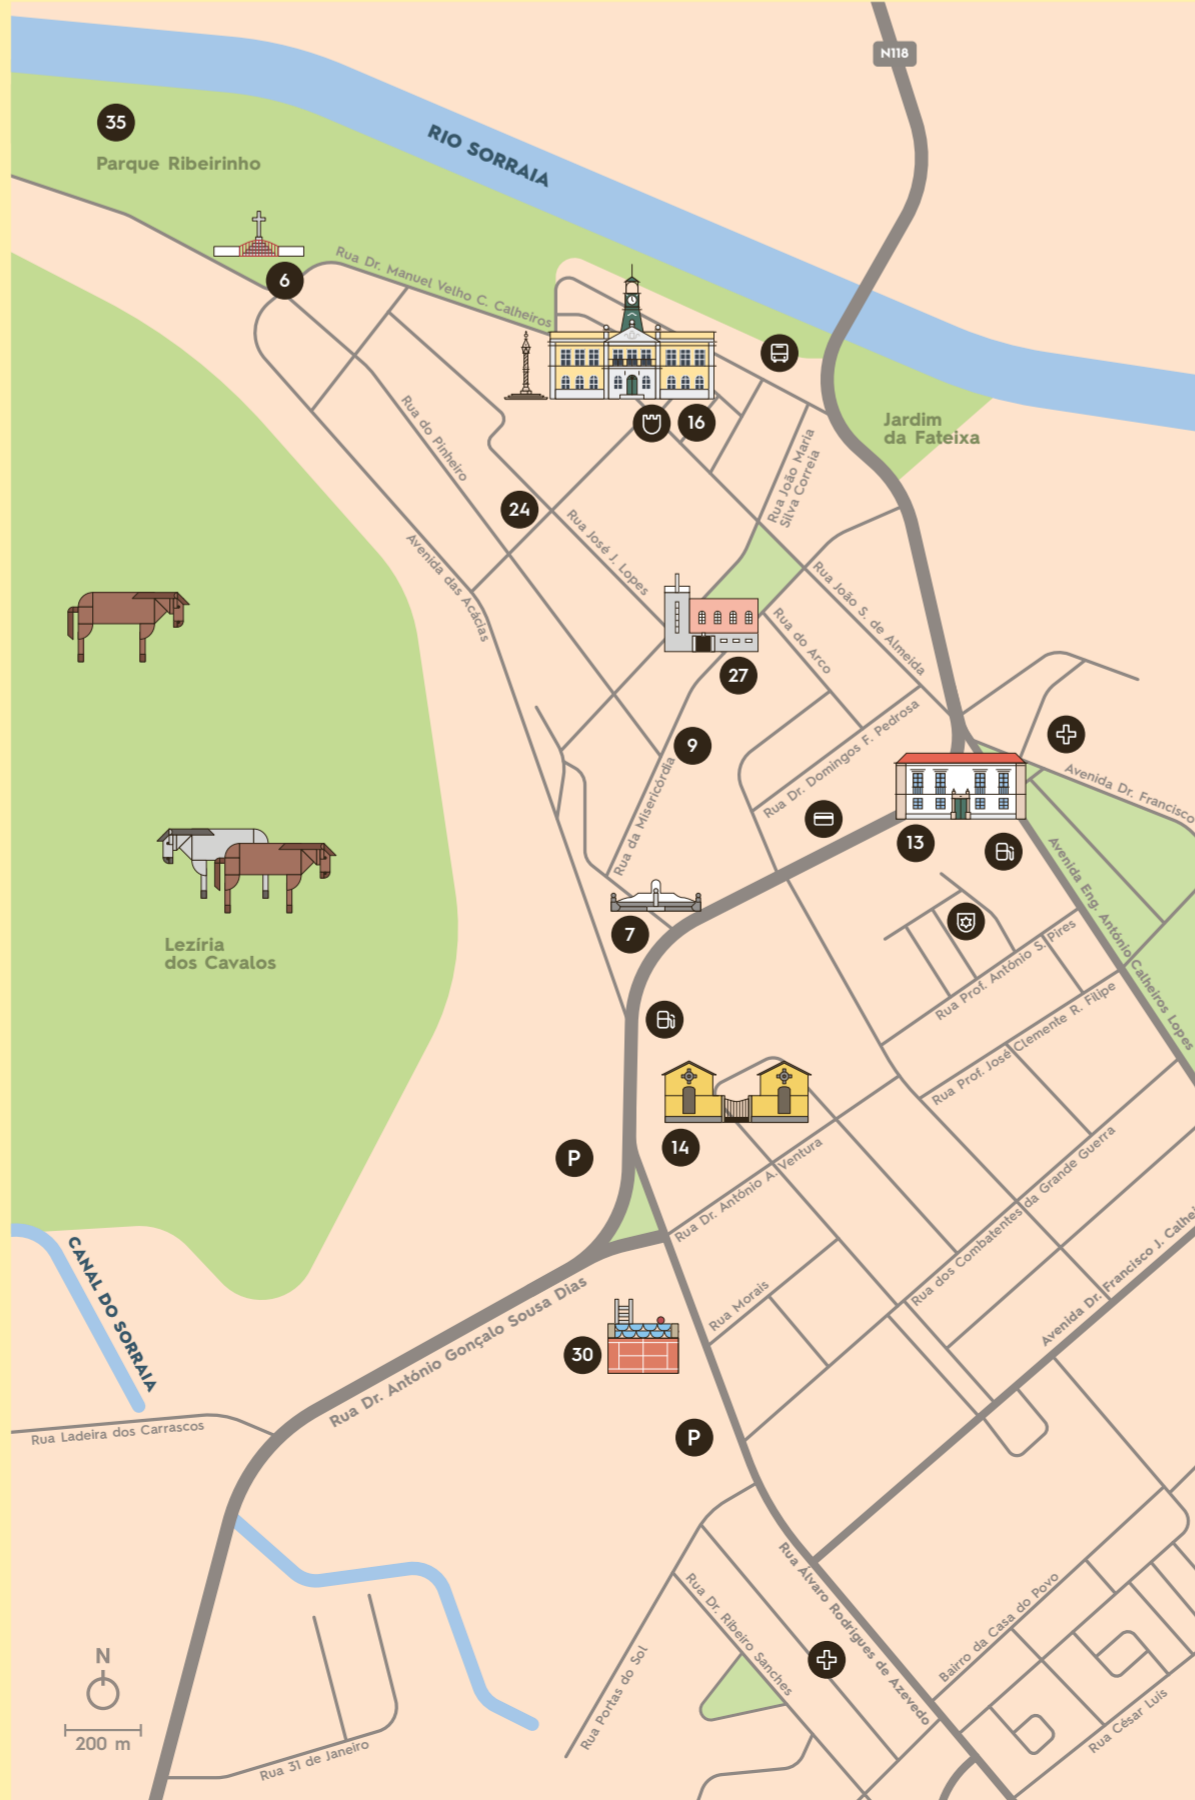 N118
35
Parque Ribeirinho
RIO SORRAIA
6
Rua Dr. Manuel Velho C. Calheiros
16
Jardim
da Fateixa
Rua do Pinheiro
Rua João Maria
Silva Correia
24
Rua José J. Lopes
Avenida das Acácias
Rua João S. de Almeida
Rua do Arco
27
9
Rua Dr. Domingos F. Pedrosa
Rua da Misericórdia
Avenida Dr. Francisco
13
Avenida Eng. António Calheiros Lopes
7
Lezíria
dos Cavalos
Rua Prof. António S. Pires
Rua Prof. José Clemente R. Filipe
14
P
Rua Dr. António A. Ventura
Rua dos Combatentes da Grande Guerra
Avenida Dr. Francisco J. Calhei
CANAL DO SORRAIA
Rua Morais
Rua Dr. António Gonçalo Sousa Dias
30
P
Rua Ladeira dos Carrascos
Rua Álvaro Rodrigues de Azevedo
Rua Dr. Ribeiro Sanches
Bairro da Casa do Povo
Rua Portas do Sol
Rua César Luis
N
200 m
Rua 31 de Janeiro